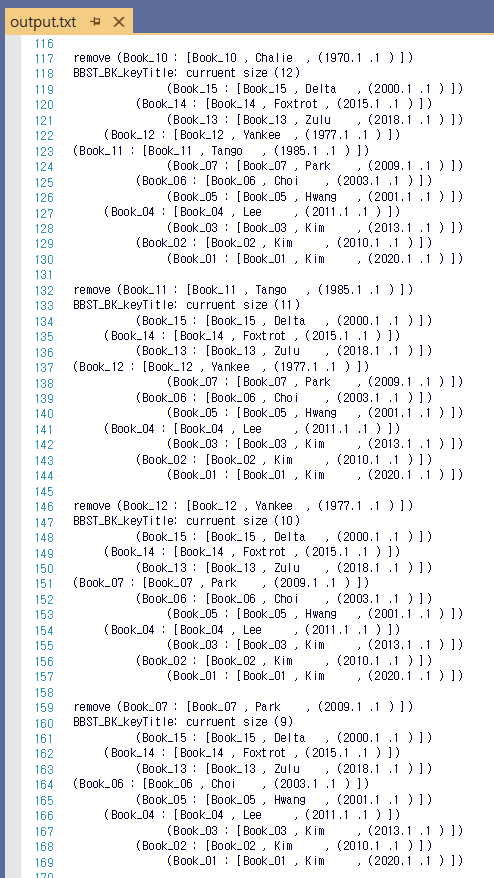 output.txt
116
117 remove (Book_10 : [Book_10 , Chalie  , (1970.1 .1 ) ])
118 BBST_BK_keyTitle: curruent size (12)
119             (Book_15 : [Book_15 , Delta   , (2000.1 .1 ) ])
120         (Book_14 : [Book_14 , Foxtrot , (2015.1 .1 ) ])
121             (Book_13 : [Book_13 , Zulu    , (2018.1 .1 ) ])
122     (Book_12 : [Book_12 , Yankee  , (1977.1 .1 ) ])
123 (Book_11 : [Book_11 , Tango   , (1985.1 .1 ) ])
124             (Book_07 : [Book_07 , Park    , (2009.1 .1 ) ])
125         (Book_06 : [Book_06 , Choi    , (2003.1 .1 ) ])
126             (Book_05 : [Book_05 , Hwang   , (2001.1 .1 ) ])
127     (Book_04 : [Book_04 , Lee     , (2011.1 .1 ) ])
128             (Book_03 : [Book_03 , Kim     , (2013.1 .1 ) ])
129         (Book_02 : [Book_02 , Kim     , (2010.1 .1 ) ])
130             (Book_01 : [Book_01 , Kim     , (2020.1 .1 ) ])
131
132 remove (Book_11 : [Book_11 , Tango   , (1985.1 .1 ) ])
133 BBST_BK_keyTitle: curruent size (11)
134         (Book_15 : [Book_15 , Delta   , (2000.1 .1 ) ])
135     (Book_14 : [Book_14 , Foxtrot , (2015.1 .1 ) ])
136         (Book_13 : [Book_13 , Zulu    , (2018.1 .1 ) ])
137 (Book_12 : [Book_12 , Yankee  , (1977.1 .1 ) ])
138             (Book_07 : [Book_07 , Park    , (2009.1 .1 ) ])
139         (Book_06 : [Book_06 , Choi    , (2003.1 .1 ) ])
140             (Book_05 : [Book_05 , Hwang   , (2001.1 .1 ) ])
141     (Book_04 : [Book_04 , Lee     , (2011.1 .1 ) ])
142             (Book_03 : [Book_03 , Kim     , (2013.1 .1 ) ])
143         (Book_02 : [Book_02 , Kim     , (2010.1 .1 ) ])
144             (Book_01 : [Book_01 , Kim     , (2020.1 .1 ) ])
145
146 remove (Book_12 : [Book_12 , Yankee  , (1977.1 .1 ) ])
147 BBST_BK_keyTitle: curruent size (10)
148         (Book_15 : [Book_15 , Delta   , (2000.1 .1 ) ])
149     (Book_14 : [Book_14 , Foxtrot , (2015.1 .1 ) ])
150         (Book_13 : [Book_13 , Zulu    , (2018.1 .1 ) ])
151 (Book_07 : [Book_07 , Park    , (2009.1 .1 ) ])
152         (Book_06 : [Book_06 , Choi    , (2003.1 .1 ) ])
153             (Book_05 : [Book_05 , Hwang   , (2001.1 .1 ) ])
154     (Book_04 : [Book_04 , Lee     , (2011.1 .1 ) ])
155             (Book_03 : [Book_03 , Kim     , (2013.1 .1 ) ])
156         (Book_02 : [Book_02 , Kim     , (2010.1 .1 ) ])
157             (Book_01 : [Book_01 , Kim     , (2020.1 .1 ) ])
158
159 remove (Book_07 : [Book_07 , Park    , (2009.1 .1 ) ])
160 BBST_BK_keyTitle: curruent size (9)
161         (Book_15 : [Book_15 , Delta   , (2000.1 .1 ) ])
162     (Book_14 : [Book_14 , Foxtrot , (2015.1 .1 ) ])
163         (Book_13 : [Book_13 , Zulu    , (2018.1 .1 ) ])
164 (Book_06 : [Book_06 , Choi    , (2003.1 .1 ) ])
165         (Book_05 : [Book_05 , Hwang   , (2001.1 .1 ) ])
166     (Book_04 : [Book_04 , Lee     , (2011.1 .1 ) ])
167             (Book_03 : [Book_03 , Kim     , (2013.1 .1 ) ])
168         (Book_02 : [Book_02 , Kim     , (2010.1 .1 ) ])
169             (Book_01 : [Book_01 , Kim     , (2020.1 .1 ) ])